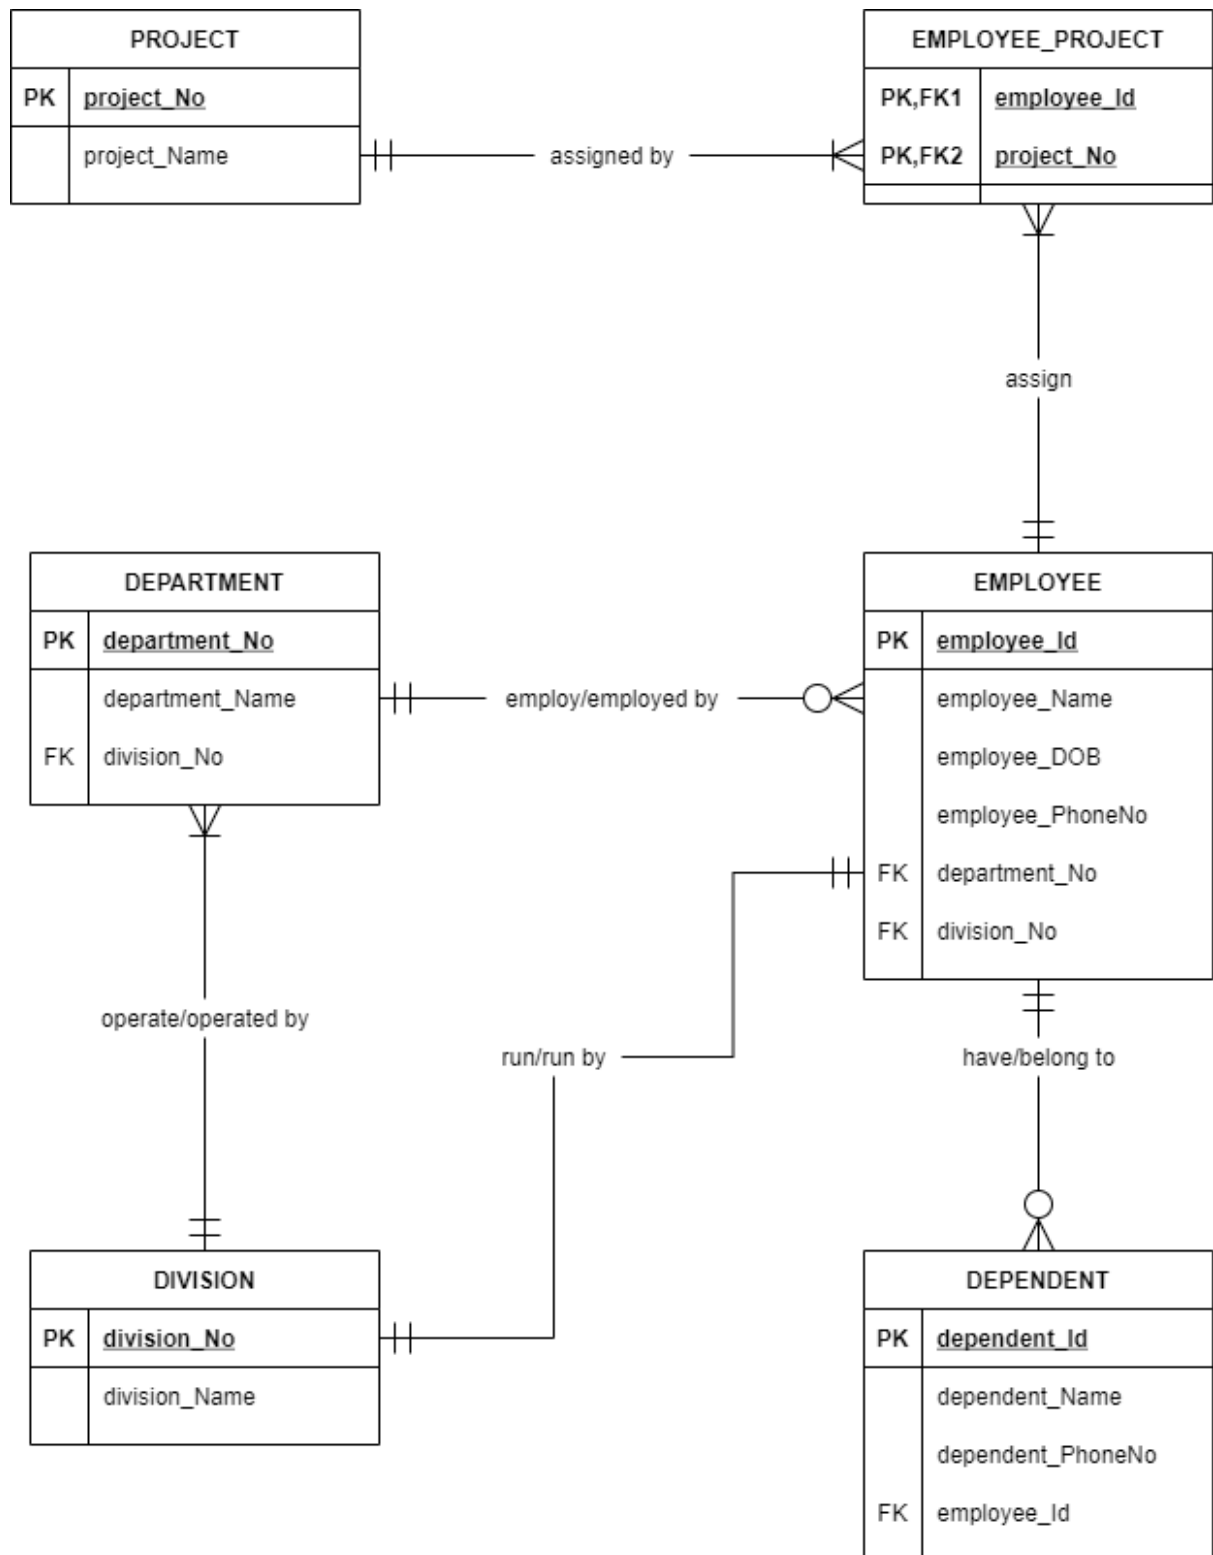 PROJECT
PK project_No
project_Name
EMPLOYEE_PROJECT
PK,FK1 employee_Id
PK,FK2 project_No
assigned by
assign
DEPARTMENT
PK department_No
department_Name
FK division_No
employ/employed by
EMPLOYEE
PK employee_Id
employee_Name
employee_DOB
employee_PhoneNo
FK department_No
FK division_No
operate/operated by
run/run by
have/belong to
DIVISION
PK division_No
division_Name
DEPENDENT
PK dependent_Id
dependent_Name
dependent_PhoneNo
FK employee_Id